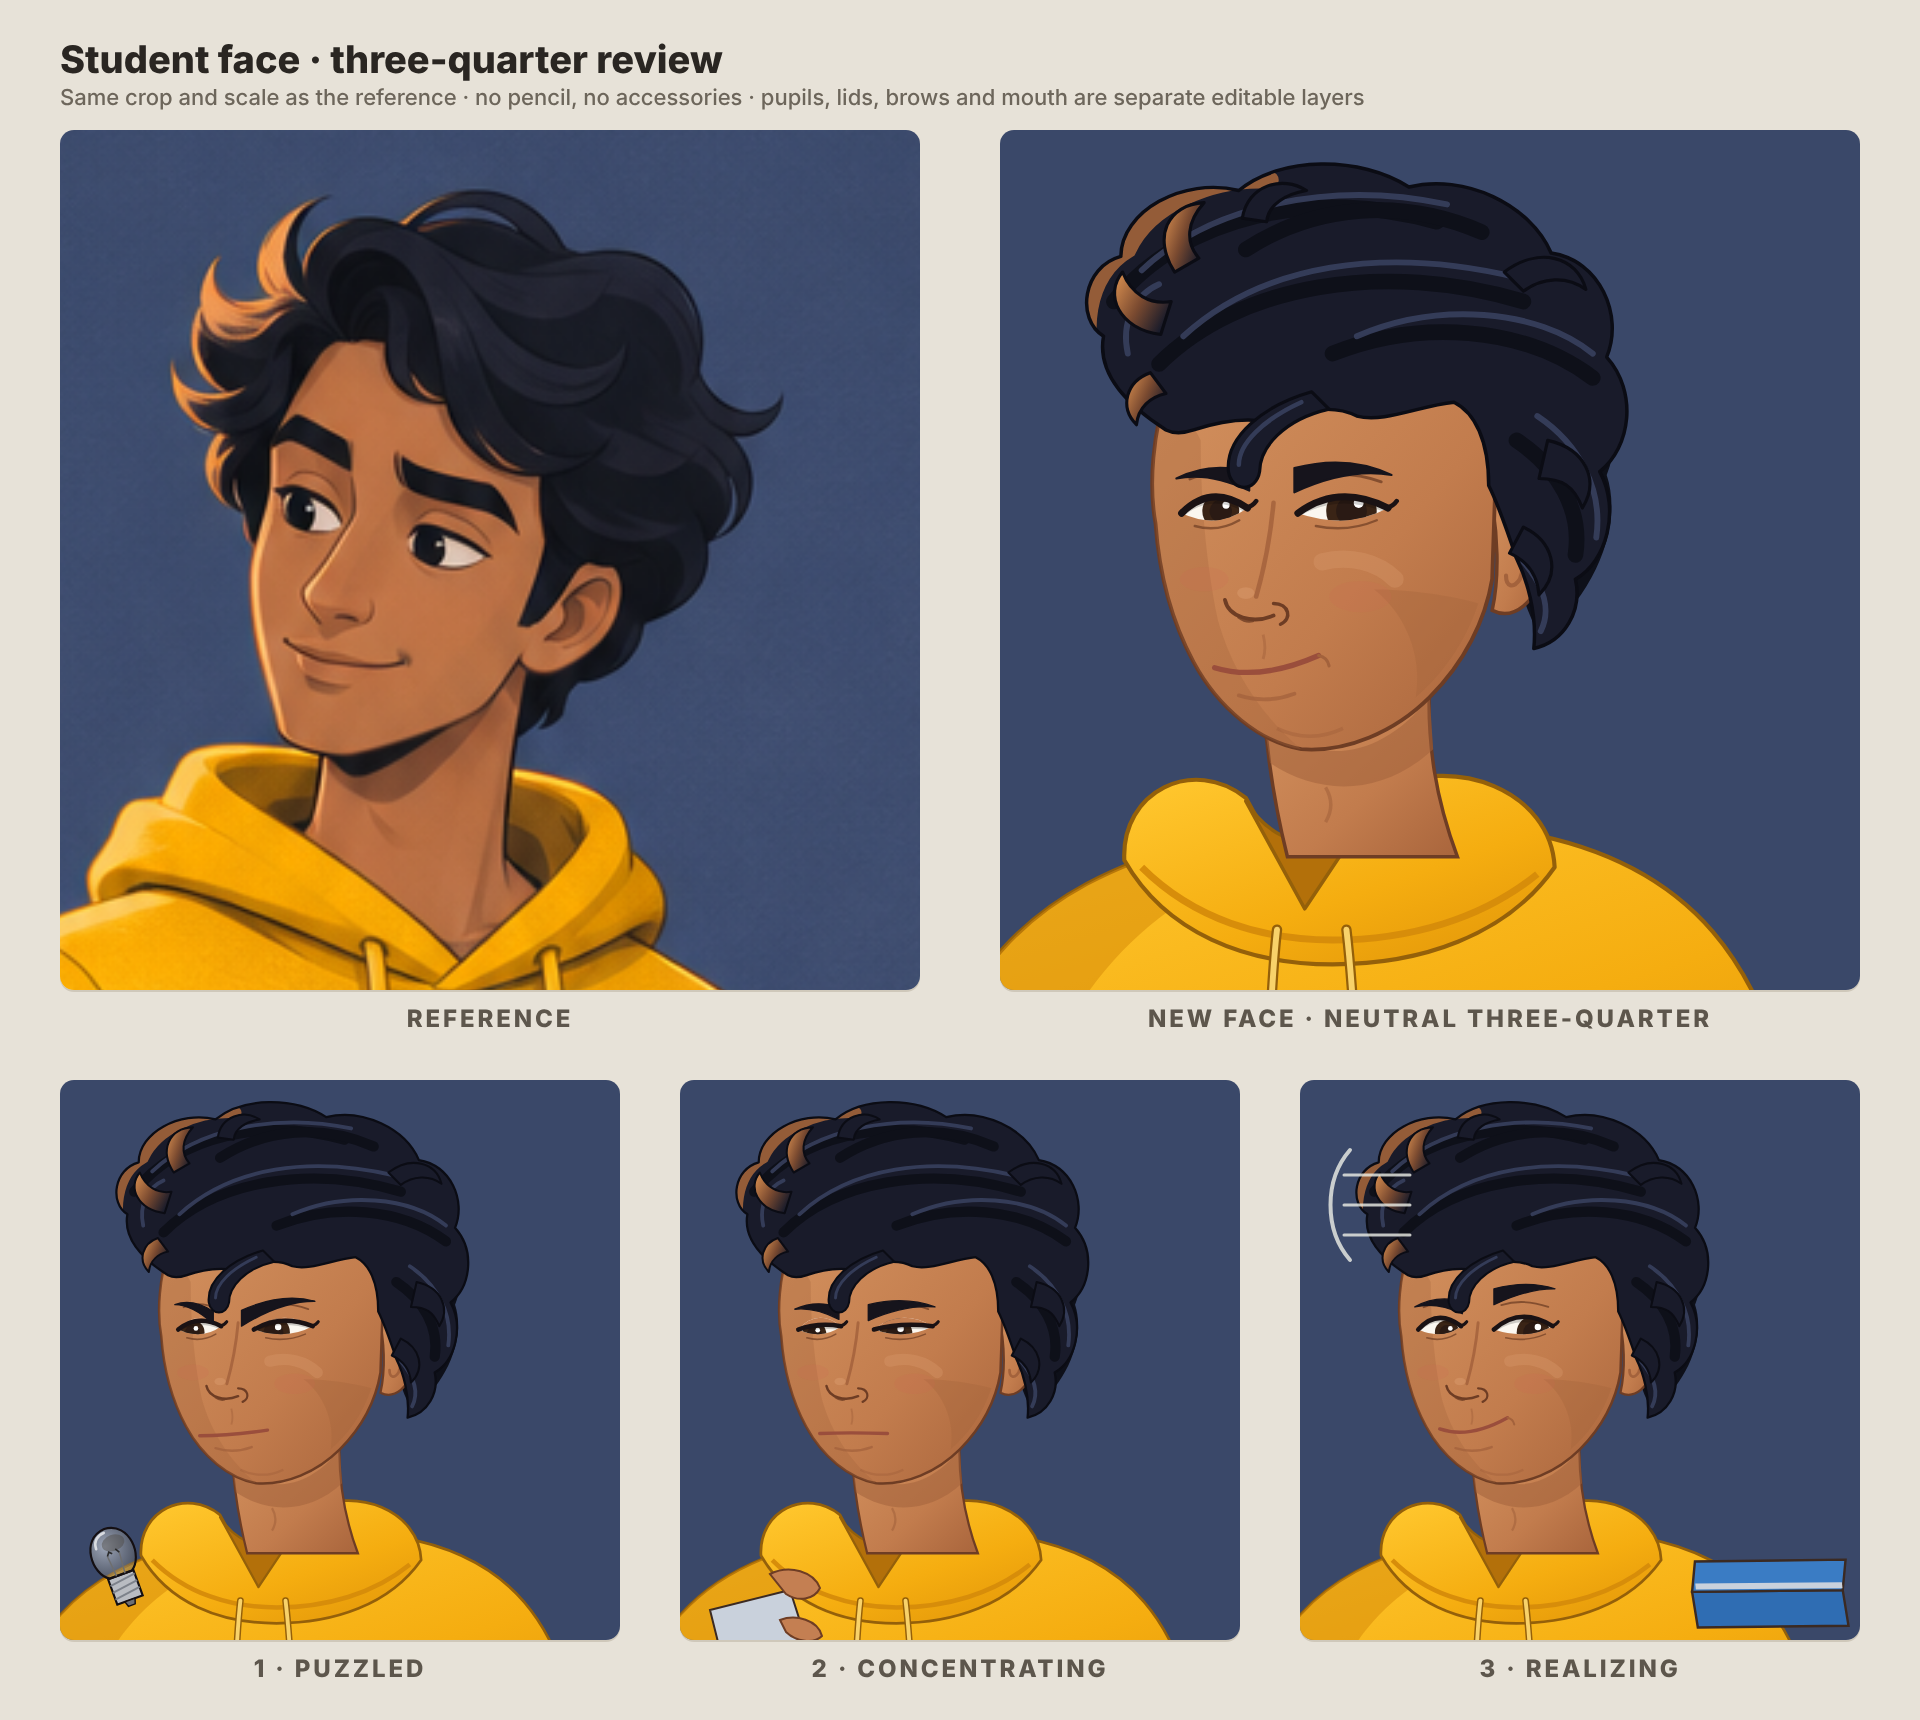 Student face · three-quarter review
Same crop and scale as the reference · no pencil, no accessories · pupils, lids, brows and mouth are separate editable layers
REFERENCE
NEW FACE · NEUTRAL THREE-QUARTER
1 · PUZZLED
2 · CONCENTRATING
3 · REALIZING